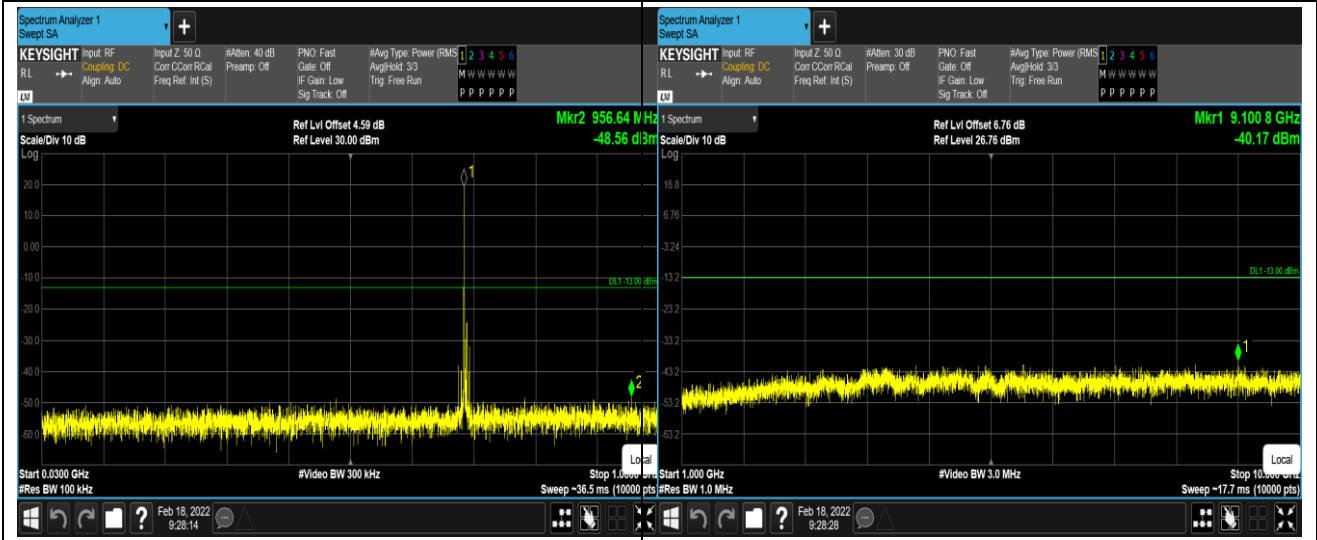 Spectrum Analyzer 1
Swept SA
+
KEYSIGHT
RL
Input: RF
Coupling: DC
Align: Auto
Input Z: 50 Ω
Corr CCorr RCal
Freq Ref: Int (S)
#Atten: 40 dB
Preamp: Off
PNO: Fast
Gate: Off
IF Gain: Low
Sig Track: Off
#Avg Type: Power (RMS
Avg|Hold: 3/3
Trig: Free Run
1 2 3 4 5 6
M W W W W W
P P P P P P
1 Spectrum
Scale/Div 10 dB
Log
Ref Lvl Offset 4.59 dB
Ref Level 30.00 dBm
Mkr2 956.64 MHz
-48.56 dBm
1
20.0
10.0
0.00
-10.0
DL1 -13.00 dBm
-20.0
-30.0
-40.0
2
-50.0
-60.0
Local
Start 0.0300 GHz
#Video BW 300 kHz
#Res BW 100 kHz
Sweep ~36.5 ms (10000 pts)
?
Feb 18, 2022
9:28:14
Spectrum Analyzer 1
Swept SA
+
KEYSIGHT
RL
Input: RF
Coupling: DC
Align: Auto
Input Z: 50 Ω
Corr CCorr RCal
Freq Ref: Int (S)
#Atten: 30 dB
Preamp: Off
PNO: Fast
Gate: Off
IF Gain: Low
Sig Track: Off
#Avg Type: Power (RMS
Avg|Hold: 3/3
Trig: Free Run
1 2 3 4 5 6
M W W W W W
P P P P P P
1 Spectrum
Scale/Div 10 dB
Log
Ref Lvl Offset 6.76 dB
Ref Level 26.76 dBm
Mkr1 9.100 8 GHz
-40.17 dBm
16.8
6.76
-3.24
DL1 -13.00 dBm
-13.2
-23.2
-33.2
1
-43.2
-53.2
-63.2
Local
Start 1.000 GHz
#Video BW 3.0 MHz
#Res BW 1.0 MHz
Sweep ~17.7 ms (10000 pts)
?
Feb 18, 2022
9:28:28